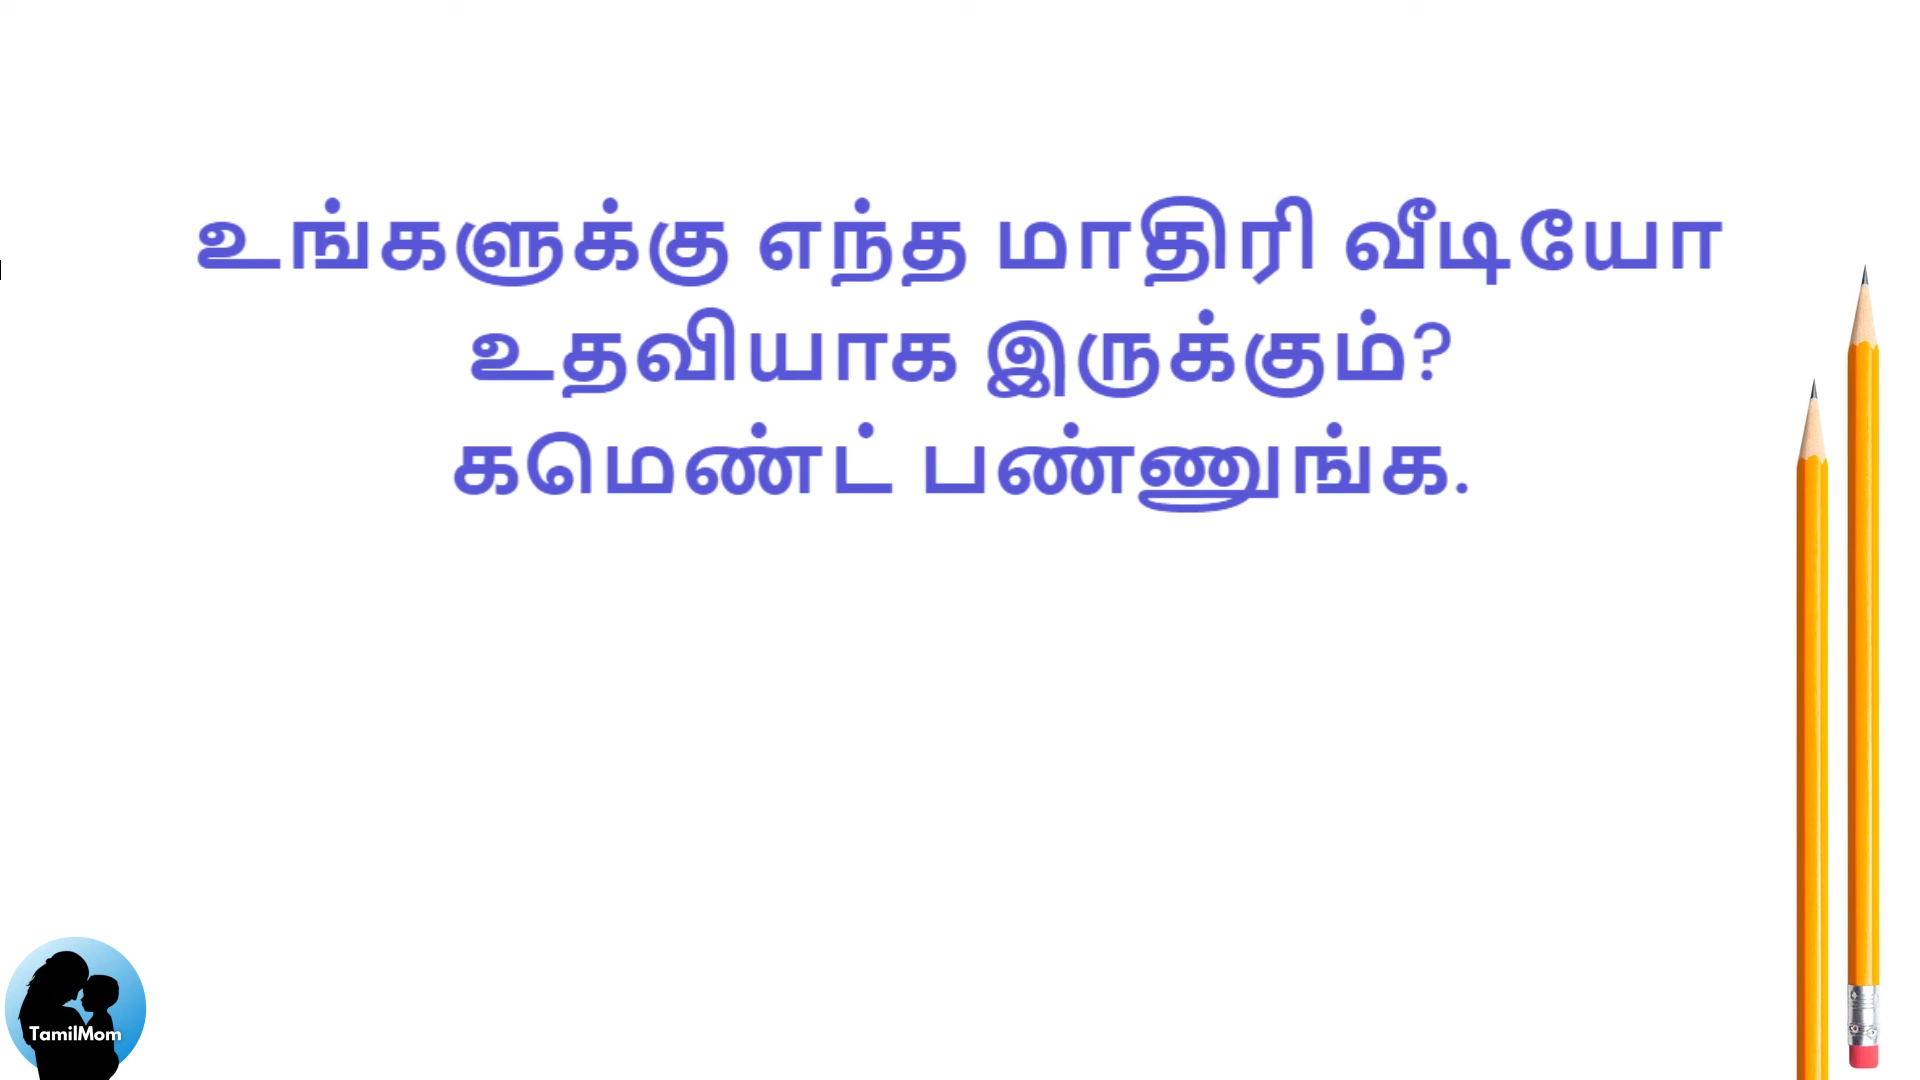 உங்களுக்கு எந்த மாதிரி வீடியோ
உதவியாக இருக்கும்?
கமெண்ட் பண்ணுங்க.
TamilMom